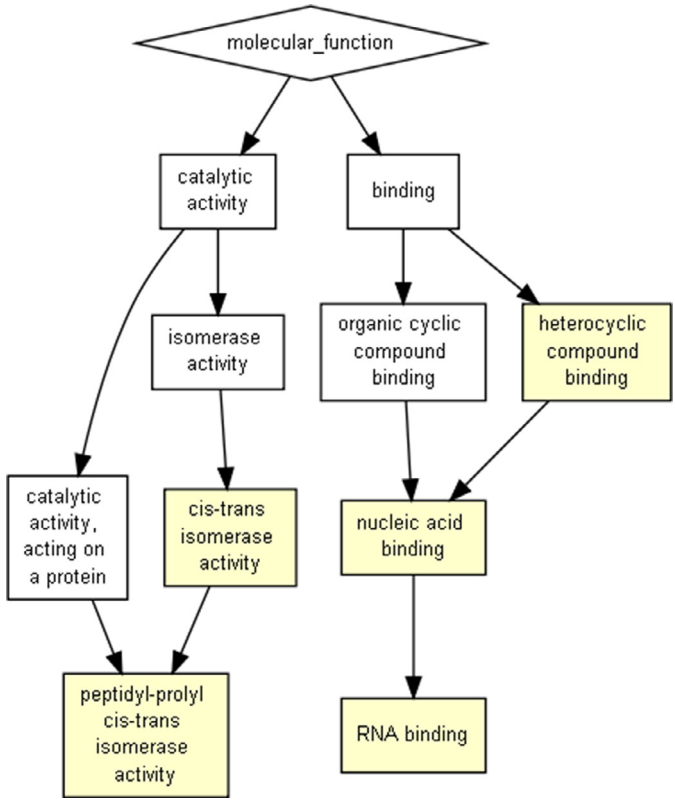 molecular_function
catalytic
activity
binding
isomerase
activity
organic cyclic
compound
binding
heterocyclic
compound
binding
catalytic
activity,
acting on
a protein
cis-trans
isomerase
activity
nucleic acid
binding
peptidyl-prolyl
cis-trans
isomerase
activity
RNA binding